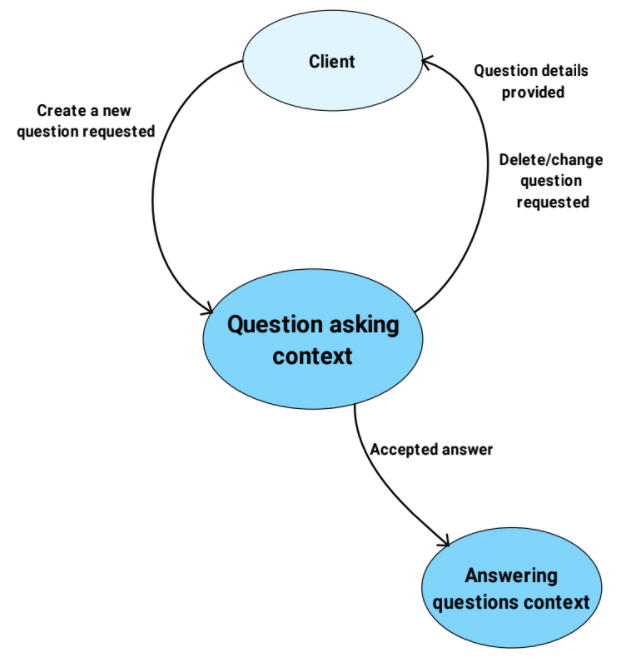 Client
Question details
provided
Create a new
question requested
Delete/change
question
requested
Question asking
context
Accepted answer
Answering
questions context